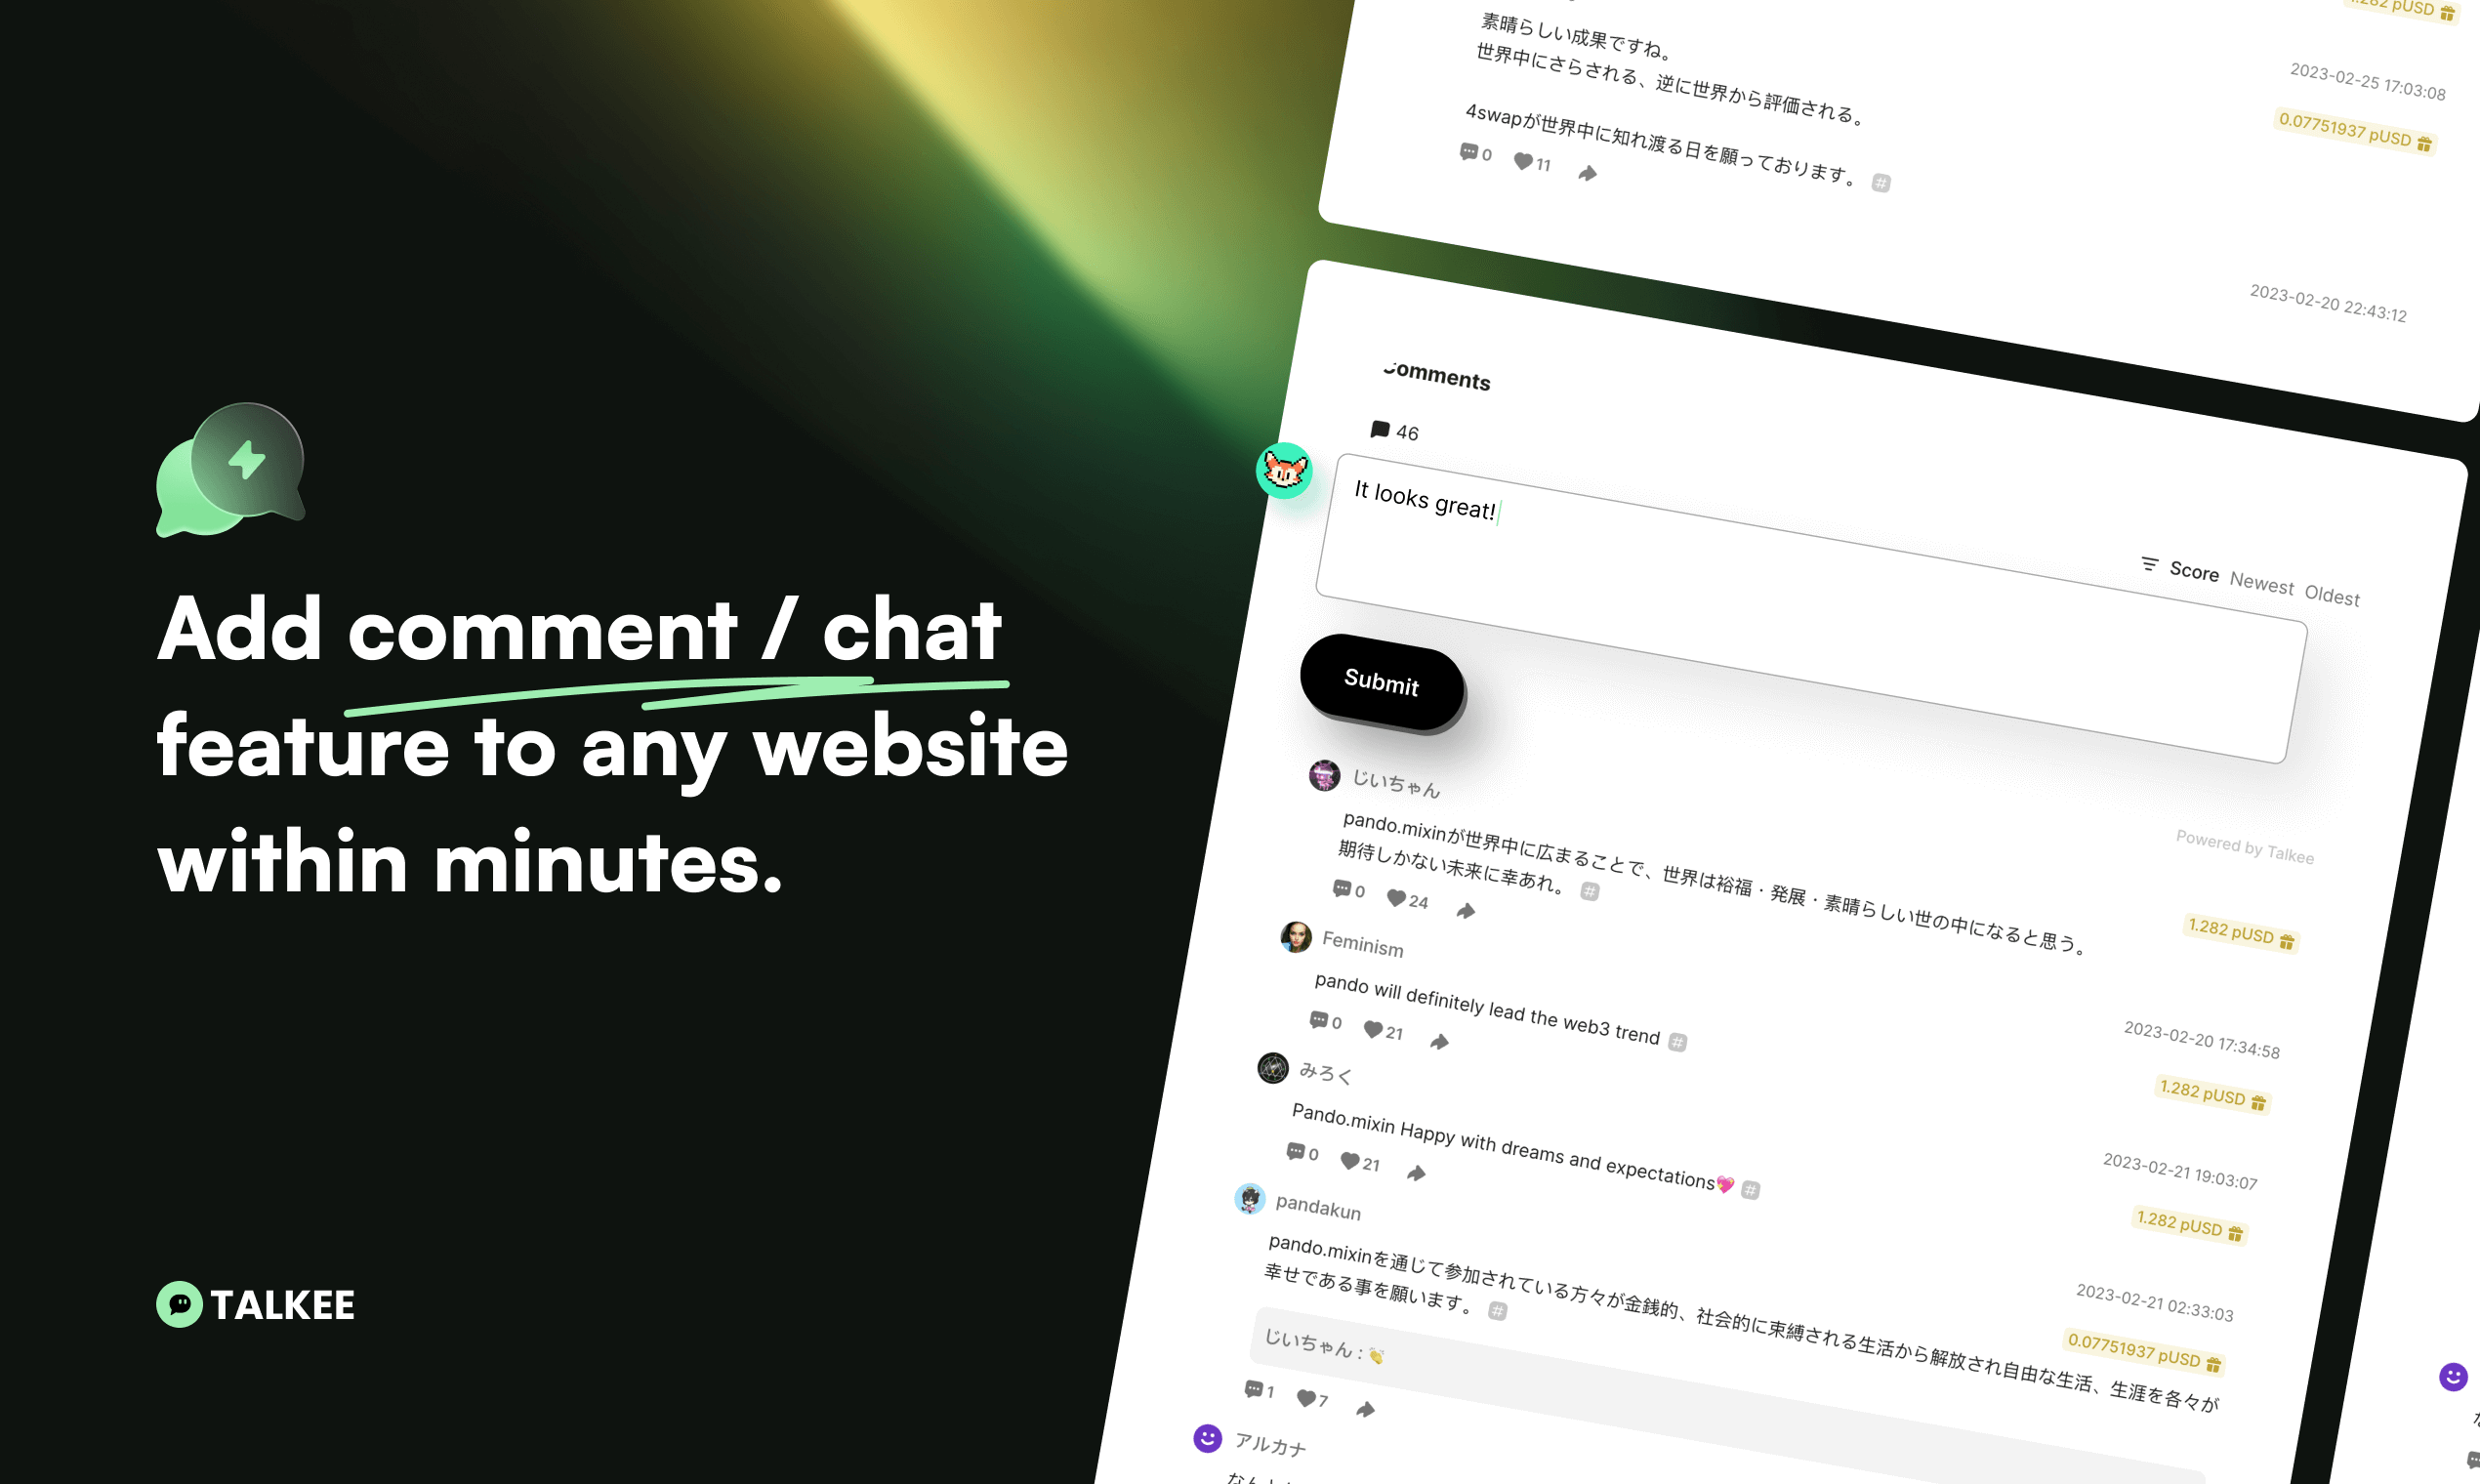 Add comment / chat
feature to any website
within minutes.
TALKEE
1.282 pUSD
素晴らしい成果ですね。
世界中にさらされる、逆に世界から評価される。
2023-02-25 17:03:08
0.07751937 pUSD
4swapが世界中に知れ渡る日を願っております。 #
0 11
2023-02-20 22:43:12
Comments
46
It looks great!
Score Newest Oldest
Submit
じいちゃん
Powered by Talkee
pando.mixinが世界中に広まることで、世界は裕福・発展・素晴らしい世の中になると思う。
期待しかない未来に幸あれ。 #
1.282 pUSD
0 24
Feminism
2023-02-20 17:34:58
pando will definitely lead the web3 trend #
1.282 pUSD
0 21
みろく
2023-02-21 19:03:07
Pando.mixin Happy with dreams and expectations💖 #
1.282 pUSD
0 21
pandakun
2023-02-21 02:33:03
0.07751937 pUSD
pando.mixinを通じて参加されている方々が金銭的、社会的に束縛される生活から解放され自由な生活、生涯を各々が
幸せである事を願います。 #
じいちゃん：👏
1 7
アルカナ